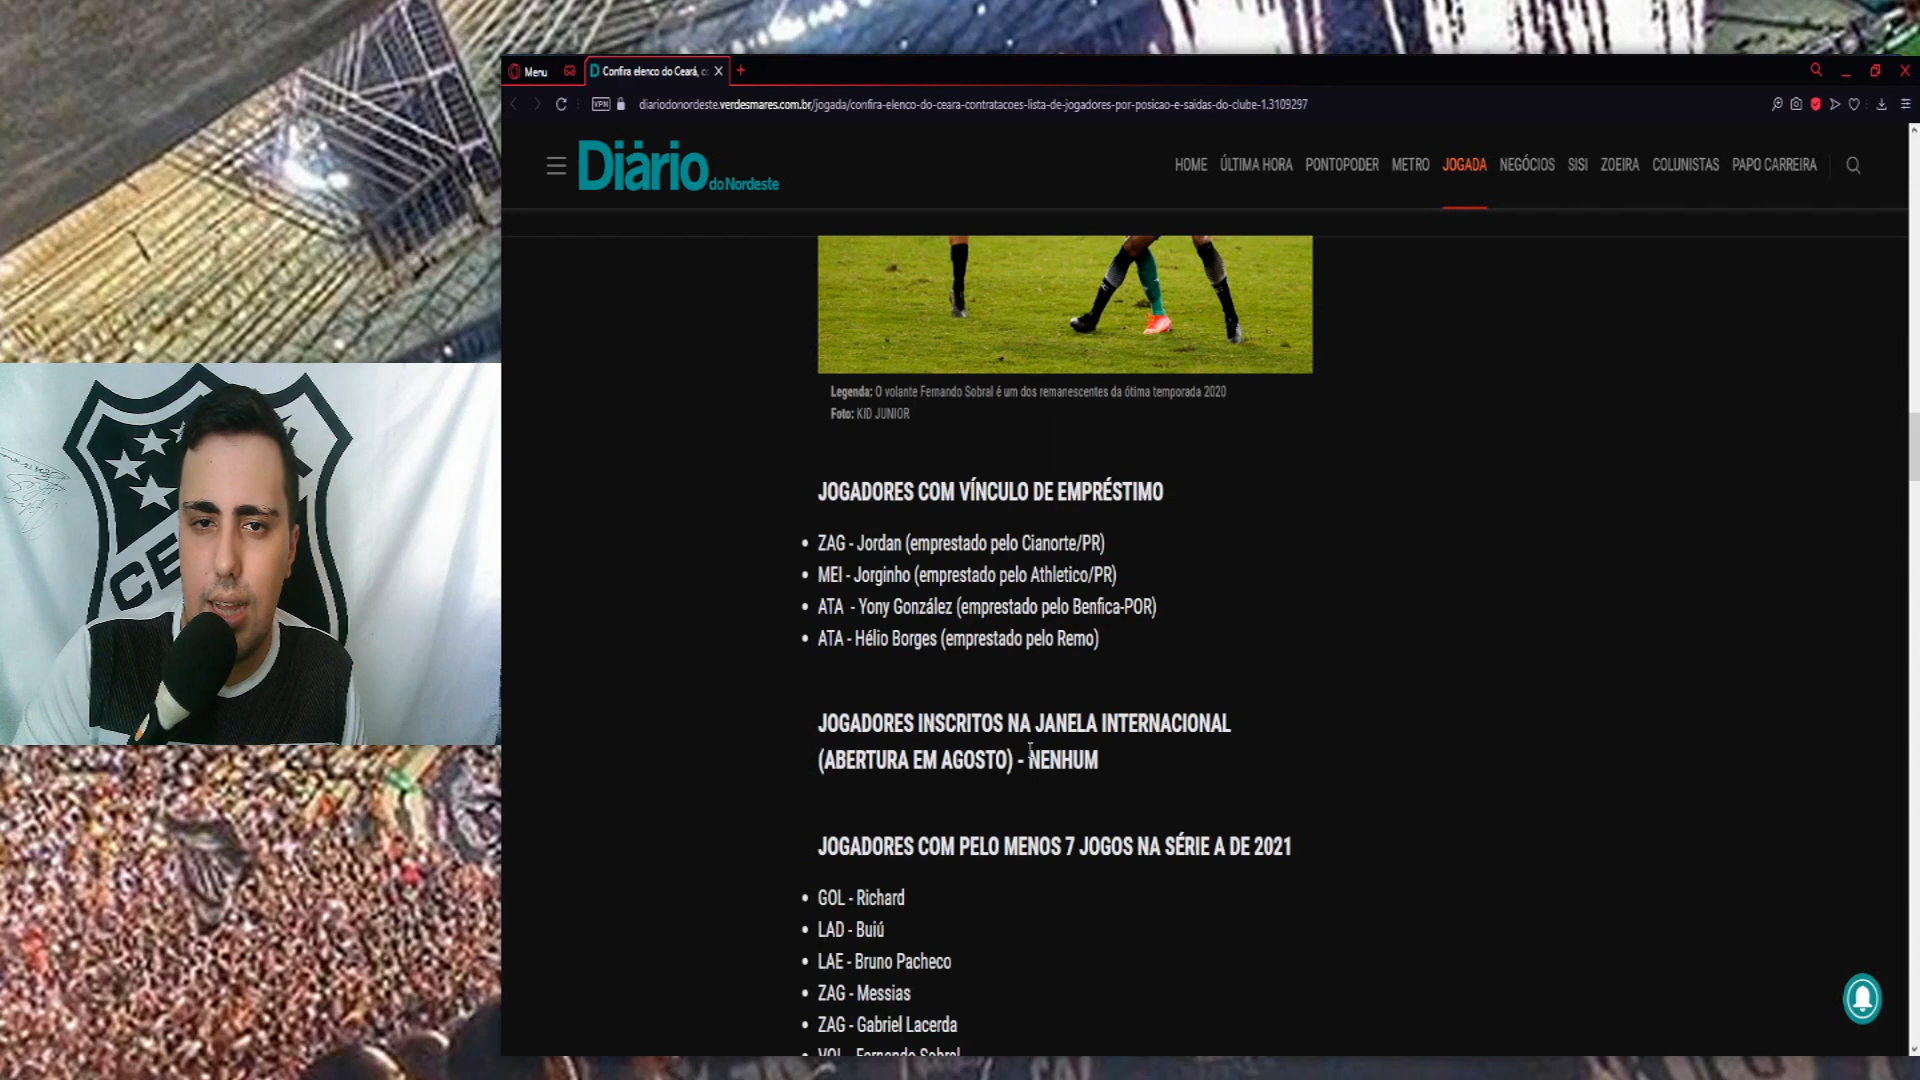 Menu
Confira elenco do Ceará, c
VPN
diariodonordeste.verdesmares.com.br/jogada/confira-elenco-do-ceara-contratacoes-lista-de-jogadores-por-posicao-e-saidas-do-clube-1.3109297
Diário do Nordeste
HOME ÚLTIMA HORA PONTOPODER METRO JOGADA NEGÓCIOS SISI ZOEIRA COLUNISTAS PAPO CARREIRA
Legenda: O volante Fernando Sobral é um dos remanescentes da ótima temporada 2020
Foto: KID JUNIOR
JOGADORES COM VÍNCULO DE EMPRÉSTIMO
• ZAG - Jordan (emprestado pelo Cianorte/PR)
• MEI - Jorginho (emprestado pelo Athletico/PR)
• ATA - Yony González (emprestado pelo Benfica-POR)
• ATA - Hélio Borges (emprestado pelo Remo)
JOGADORES INSCRITOS NA JANELA INTERNACIONAL
(ABERTURA EM AGOSTO) - NENHUM
JOGADORES COM PELO MENOS 7 JOGOS NA SÉRIE A DE 2021
• GOL - Richard
• LAD - Buiú
• LAE - Bruno Pacheco
• ZAG - Messias
• ZAG - Gabriel Lacerda
VOL - Fernando Sobral
CE